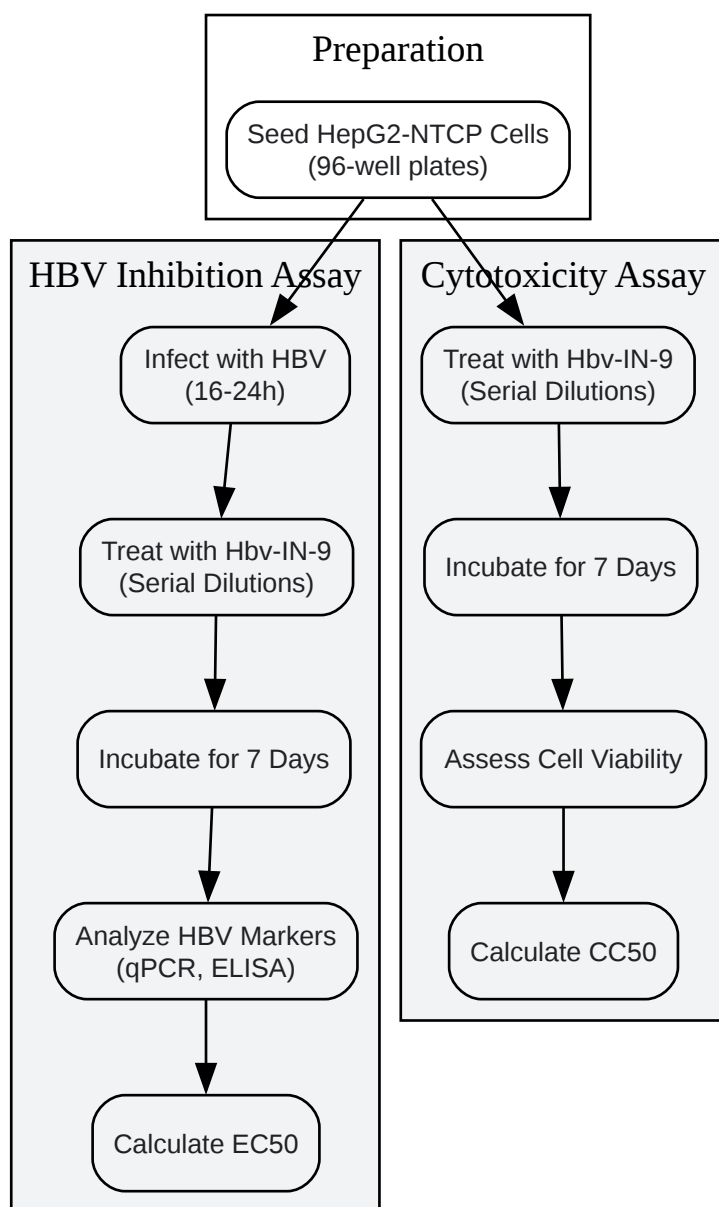 Preparation
Seed HepG2-NTCP Cells
(96-well plates)
HBV Inhibition Assay
Infect with HBV
(16-24h)
Treat with Hbv-IN-9
(Serial Dilutions)
Incubate for 7 Days
Analyze HBV Markers
(qPCR, ELISA)
Calculate EC50
Cytotoxicity Assay
Treat with Hbv-IN-9
(Serial Dilutions)
Incubate for 7 Days
Assess Cell Viability
Calculate CC50